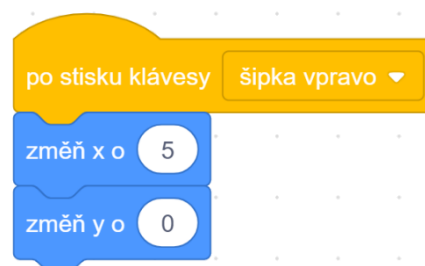 po stisku klávesy šipka vpravo
změň x o 5
změň y o 0